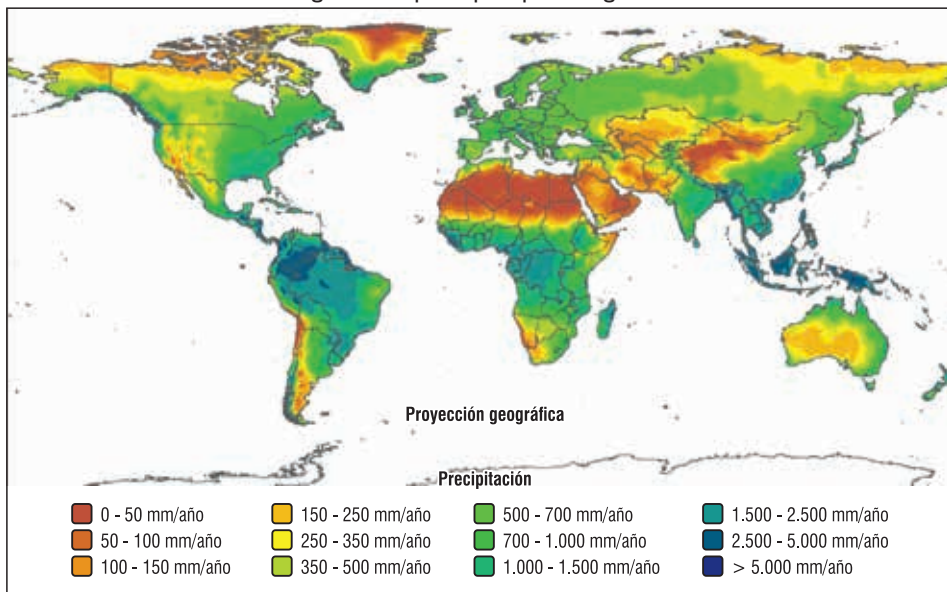 Proyección geográfica
Precipitación
0 - 50 mm/año
50 - 100 mm/año
100 - 150 mm/año
150 - 250 mm/año
250 - 350 mm/año
350 - 500 mm/año
500 - 700 mm/año
700 - 1.000 mm/año
1.000 - 1.500 mm/año
1.500 - 2.500 mm/año
2.500 - 5.000 mm/año
> 5.000 mm/año